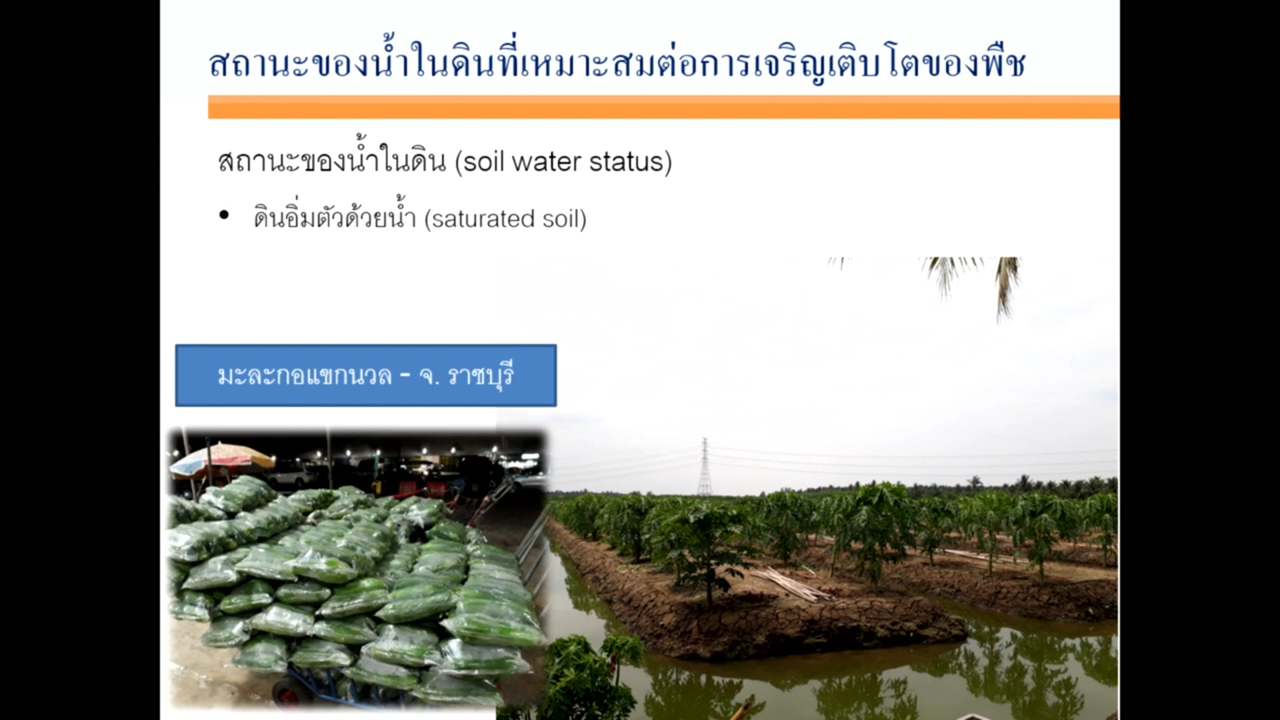 สถานะของน้ำในดินที่เหมาะสมต่อการเจริญเติบโตของพืช
สถานะของน้ำในดิน (soil water status)
• ดินอิ่มตัวด้วยน้ำ (saturated soil)
มะละกอแขกนวล - จ. ราชบุรี